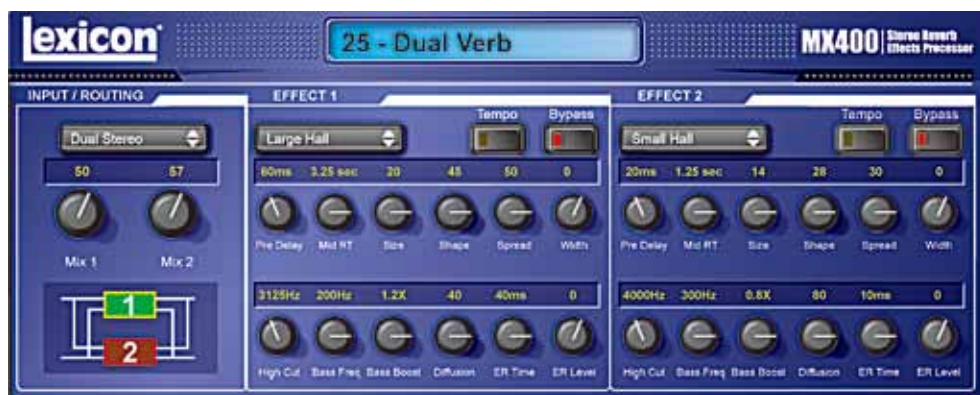 lexicon
25 - Dual Verb
MX400 Stereo Reverb
Effects Processor
INPUT / ROUTING
EFFECT 1
EFFECT 2
Dual Stereo
50 57
Mix 1 Mix 2
1
2
Large Hall
Tempo Bypass
60ms 3.25 sec 20 45 50 0
Pre Delay Mid RT Size Shape Spread Width
3125Hz 200Hz 1.2X 40 40ms 0
High Cut Bass Freq Bass Boost Diffusion ER Time ER Level
Small Hall
Tempo Bypass
20ms 1.25 sec 14 28 30 0
Pre Delay Mid RT Size Shape Spread Width
4000Hz 300Hz 0.8X 80 10ms 0
High Cut Bass Freq Bass Boost Diffusion ER Time ER Level